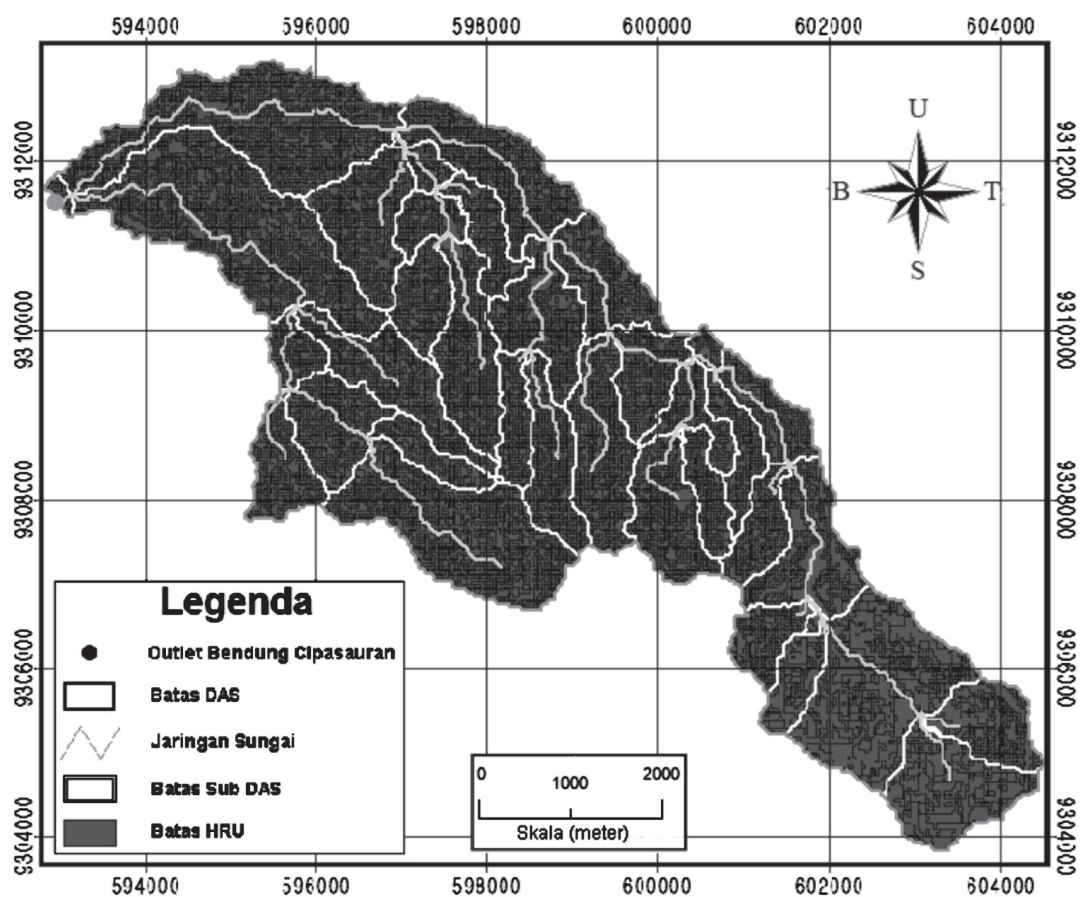 594000 596000 598000 600000 602000 604000
9312000
9310000
9308000
9306000
9304000
U
B T
S
9312000
9310000
9308000
9306000
9304000
Legenda
Outlet Bendung Cipasauran
Batas DAS
Jaringan Sungai
Batas Sub DAS
Batas HRU
0 1000 2000
Skala (meter)
594000 596000 598000 600000 602000 604000